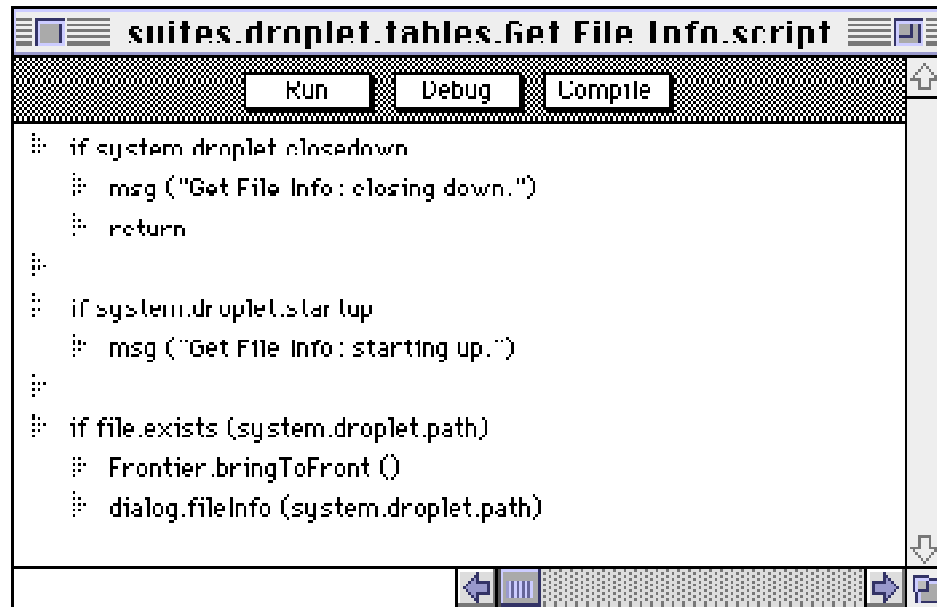 suites.droplet.tables.Get File Info.script
Run Debug Compile
if system.droplet.closedown
msg ("Get File Info: closing down.")
return
if system.droplet.startup
msg ("Get File Info: starting up.")
if file.exists (system.droplet.path)
Frontier.bringToFront ()
dialog.fileInfo (system.droplet.path)